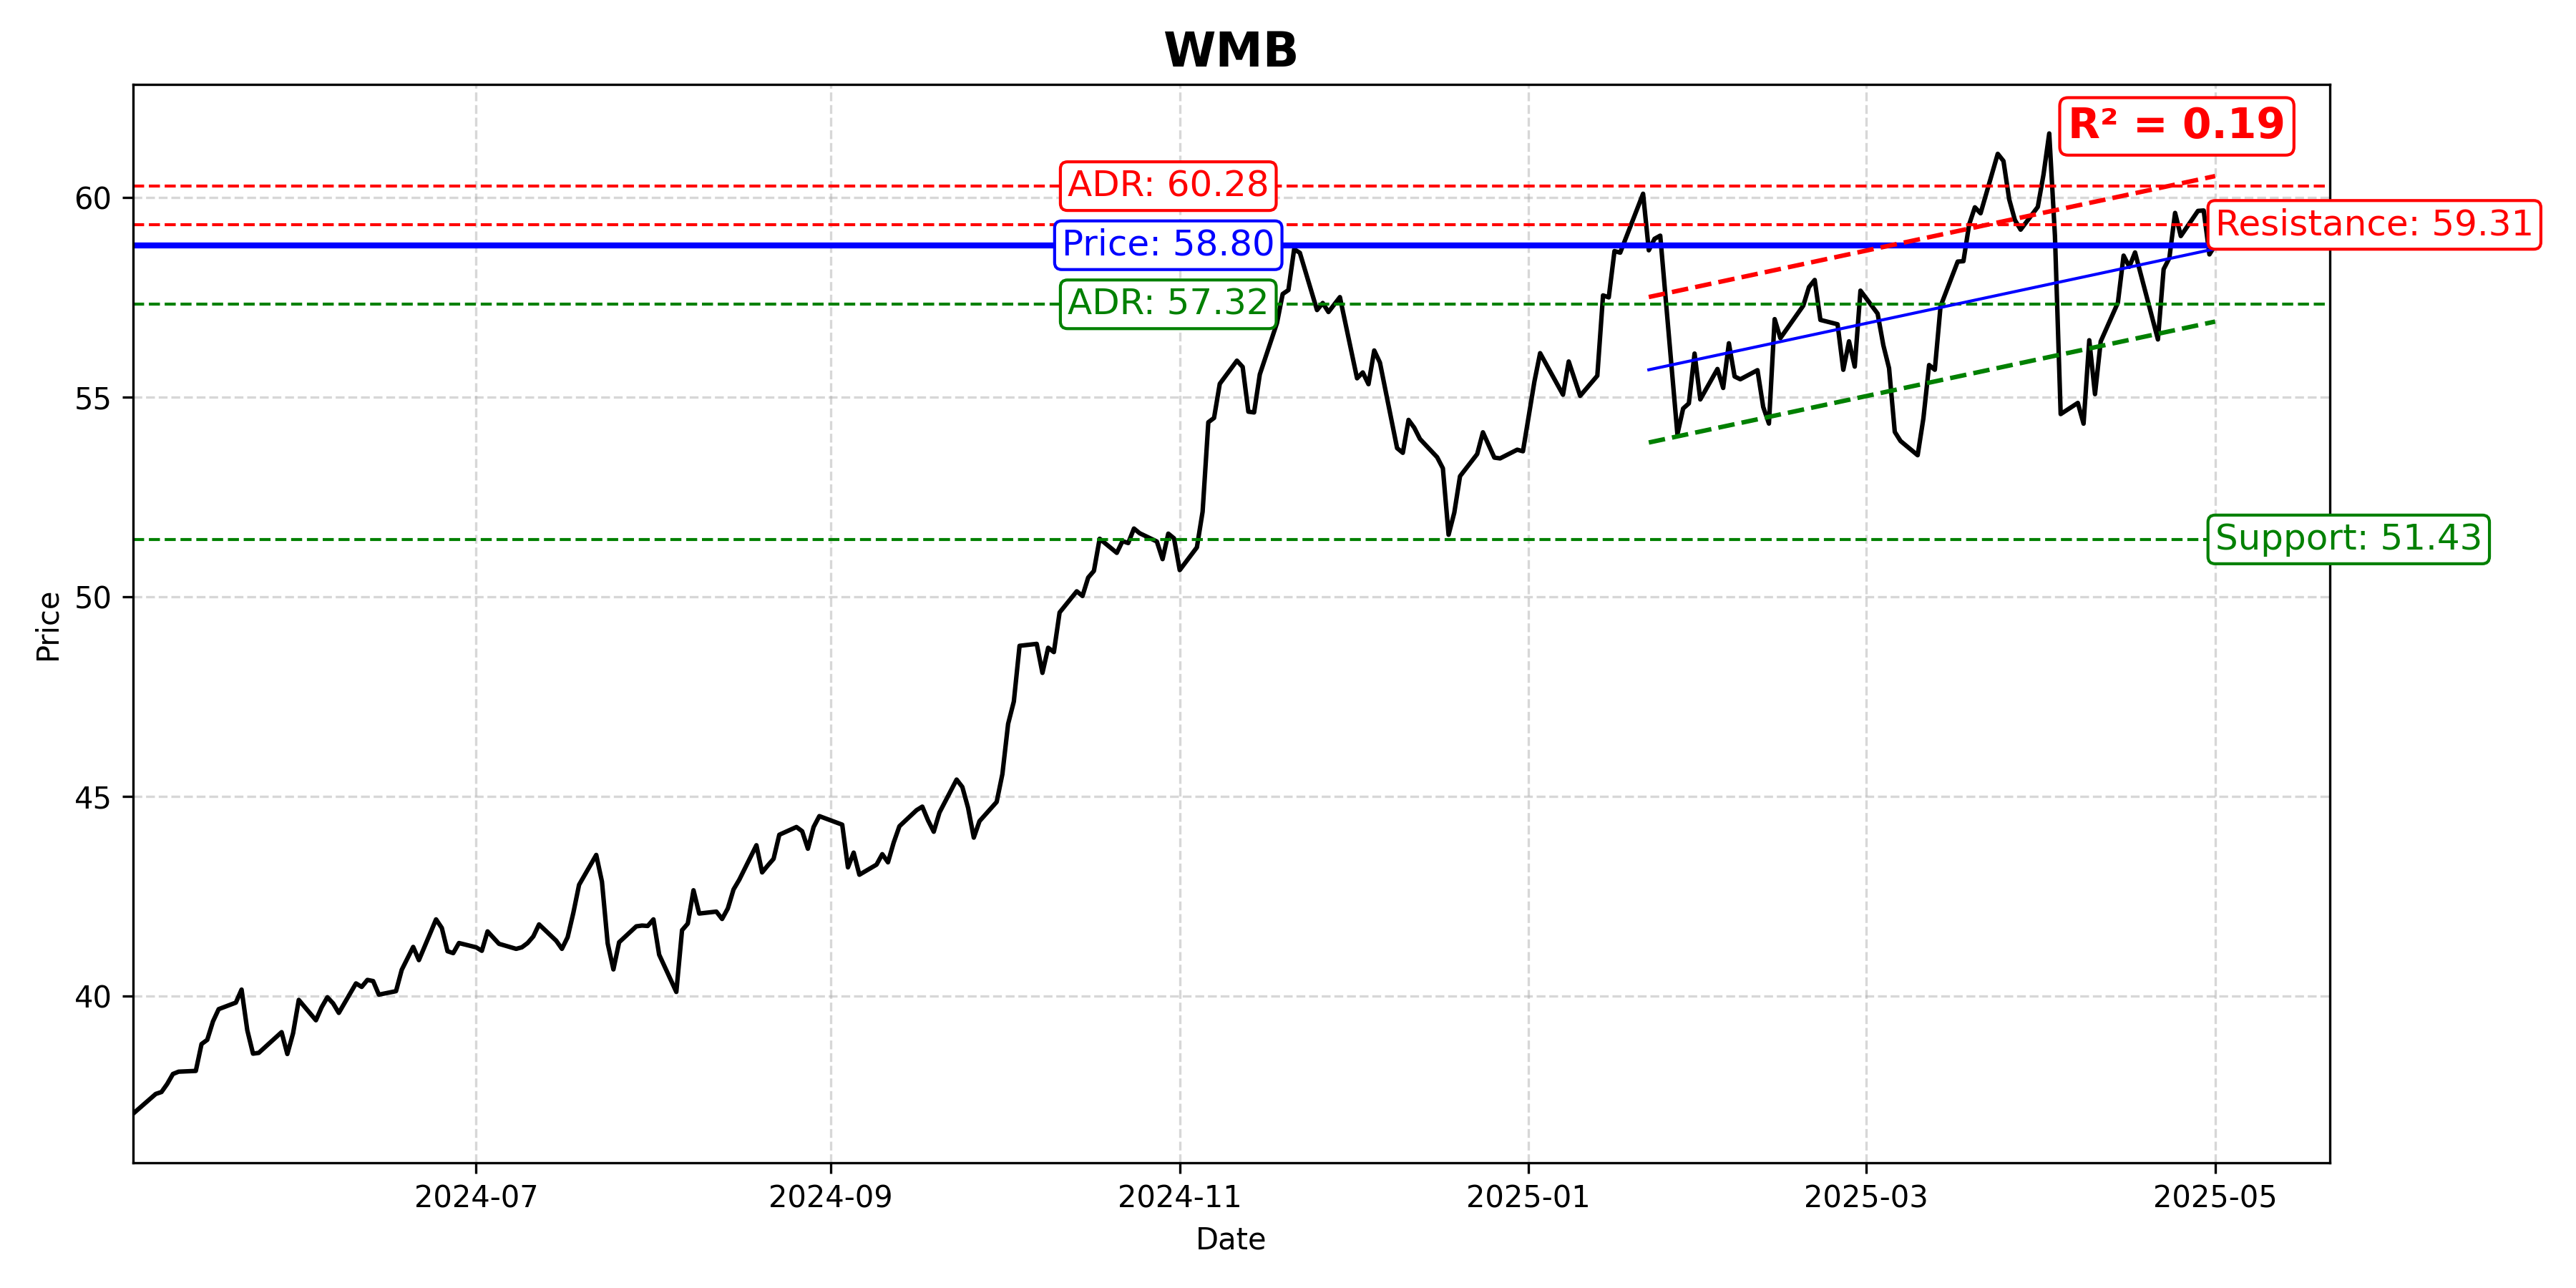 WMB
R² = 0.19
ADR: 60.28
Resistance: 59.31
Price: 58.80
ADR: 57.32
Support: 51.43
60
55
50
45
40
Price
2024-07
2024-09
2024-11
2025-01
2025-03
2025-05
Date